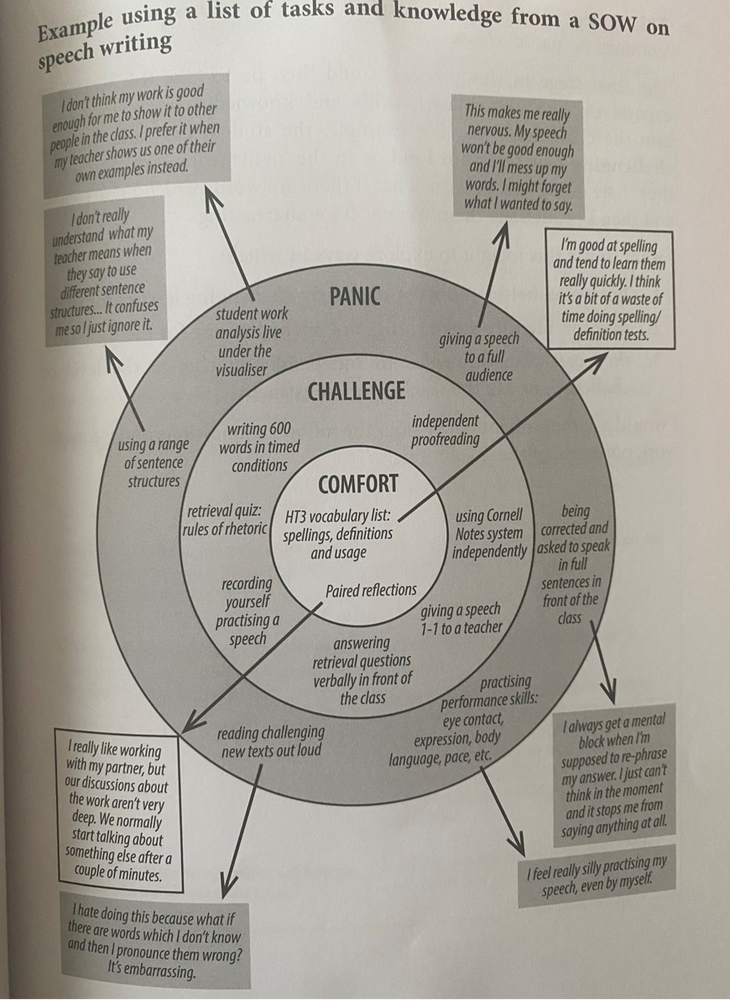 Example using a list of tasks and knowledge from a SOW on
speech writing
I don't think my work is good
enough for me to show it to other
people in the class. I prefer it when
my teacher shows us one of their
own examples instead.
This makes me really
nervous. My speech
won't be good enough
and I'll mess up my
words. I might forget
what I wanted to say.
I don't really
understand what my
teacher means when
they say to use
different sentence
structures... It confuses
me so I just ignore it.
I'm good at spelling
and tend to learn them
really quickly. I think
it's a bit of a waste of
time doing spelling/
definition tests.
PANIC
student work
analysis live
under the
visualiser
giving a speech
to a full
audience
using a range
of sentence
structures
CHALLENGE
writing 600
words in timed
conditions
independent
proofreading
COMFORT
retrieval quiz:
rules of rhetoric
HT3 vocabulary list:
spellings, definitions
and usage
using Cornell
Notes system
independently
being
corrected and
asked to speak
in full
sentences in
front of the
class
recording
yourself
practising a
speech
Paired reflections
giving a speech
1-1 to a teacher
answering
retrieval questions
verbally in front of
the class
practising
performance skills:
eye contact,
expression, body
language, pace, etc.
reading challenging
new texts out loud
I really like working
with my partner, but
our discussions about
the work aren't very
deep. We normally
start talking about
something else after a
couple of minutes.
I always get a mental
block when I'm
supposed to re-phrase
my answer. I just can't
think in the moment
and it stops me from
saying anything at all.
I feel really silly practising my
speech, even by myself.
I hate doing this because what if
there are words which I don't know
and then I pronounce them wrong?
It's embarrassing.